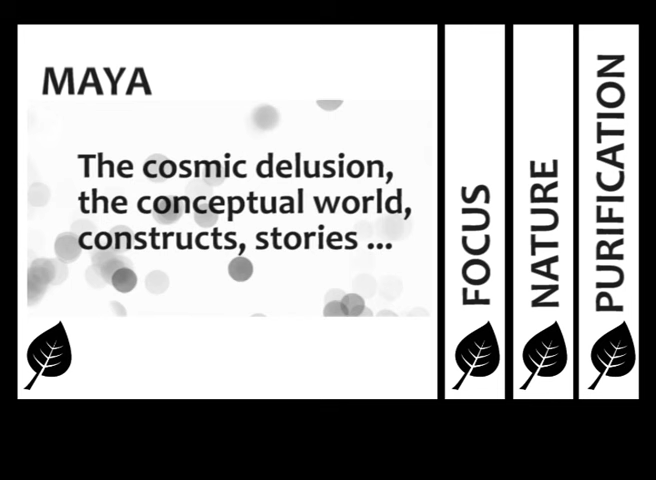 MAYA
The cosmic delusion,
the conceptual world,
constructs, stories ...
FOCUS
NATURE
PURIFICATION